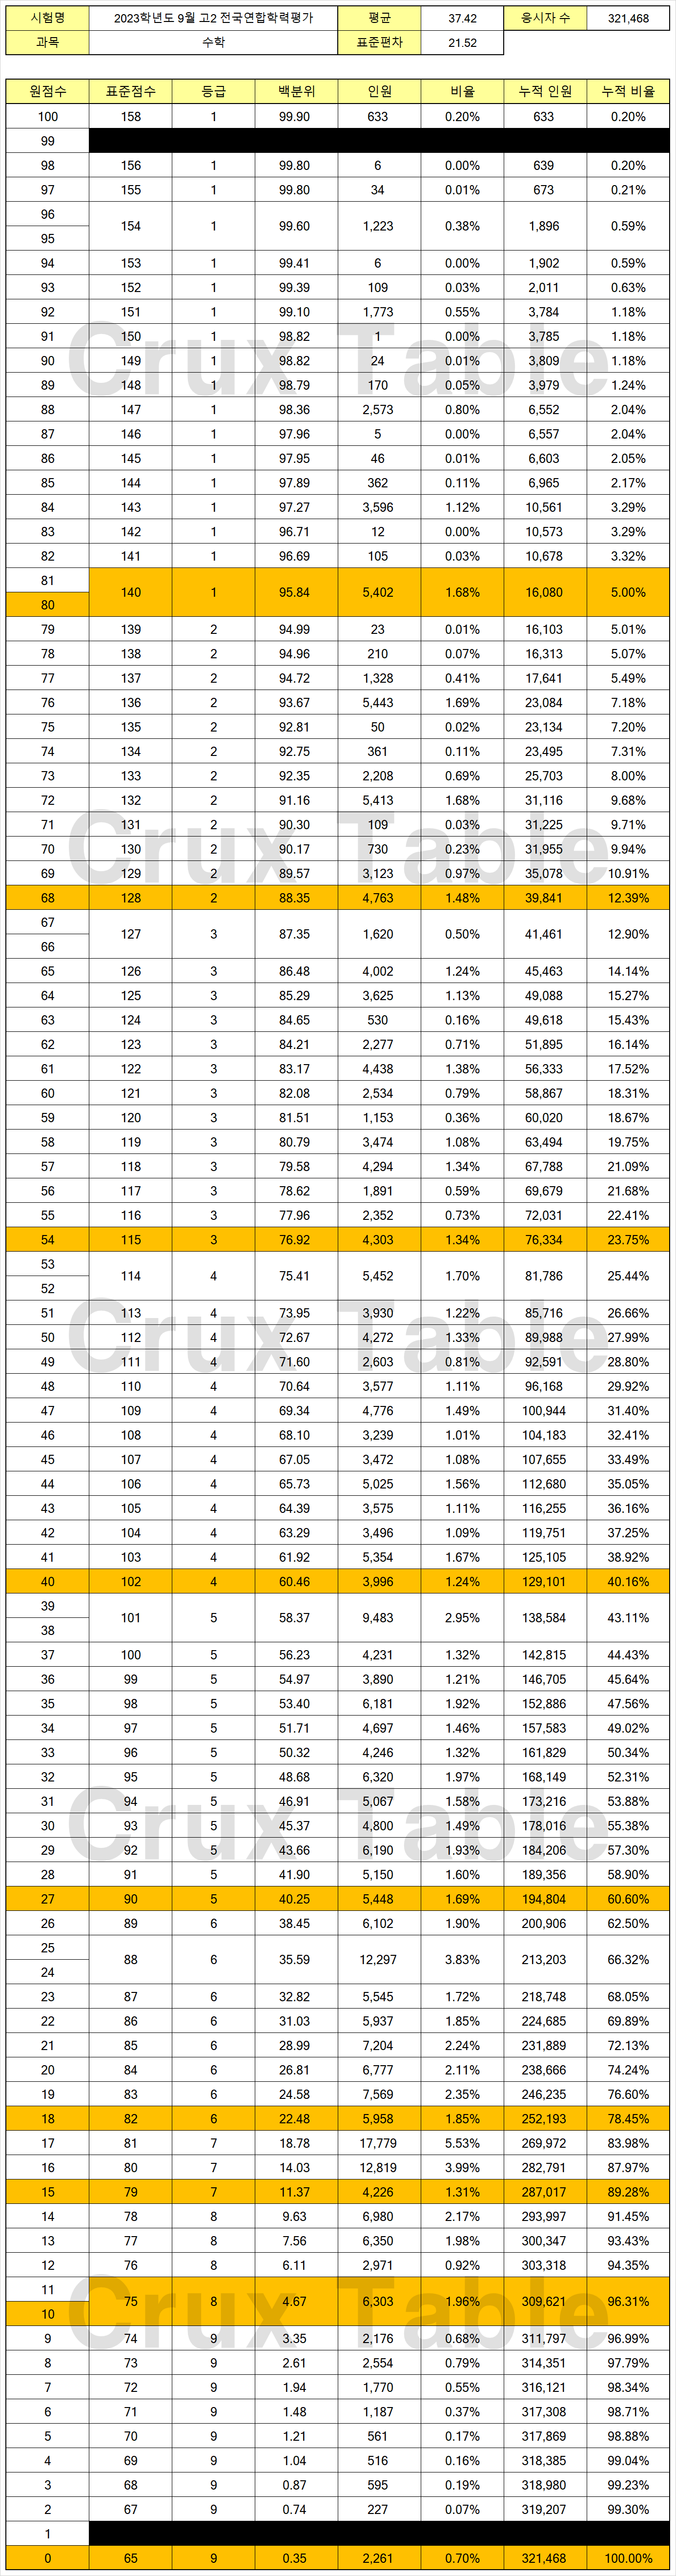 시험명 2023학년도 9월 고2 전국연합학력평가 평균 37.42 응시자 수 321,468
과목 수학 표준편차 21.52
원점수 표준점수 등급 백분위 인원 비율 누적 인원 누적 비율
100 158 1 99.90 633 0.20% 633 0.20%
99
98 156 1 99.80 6 0.00% 639 0.20%
97 155 1 99.80 34 0.01% 673 0.21%
96
154 1 99.60 1,223 0.38% 1,896 0.59%
95
94 153 1 99.41 6 0.00% 1,902 0.59%
93 152 1 99.39 109 0.03% 2,011 0.63%
92 151 1 99.10 1,773 0.55% 3,784 1.18%
91 150 1 98.82 1 0.00% 3,785 1.18%
Crux Table
90 149 1 98.82 24 0.01% 3,809 1.18%
89 148 1 98.79 170 0.05% 3,979 1.24%
88 147 1 98.36 2,573 0.80% 6,552 2.04%
87 146 1 97.96 5 0.00% 6,557 2.04%
86 145 1 97.95 46 0.01% 6,603 2.05%
85 144 1 97.89 362 0.11% 6,965 2.17%
84 143 1 97.27 3,596 1.12% 10,561 3.29%
83 142 1 96.71 12 0.00% 10,573 3.29%
82 141 1 96.69 105 0.03% 10,678 3.32%
81
140 1 95.84 5,402 1.68% 16,080 5.00%
80
79 139 2 94.99 23 0.01% 16,103 5.01%
78 138 2 94.96 210 0.07% 16,313 5.07%
77 137 2 94.72 1,328 0.41% 17,641 5.49%
76 136 2 93.67 5,443 1.69% 23,084 7.18%
75 135 2 92.81 50 0.02% 23,134 7.20%
74 134 2 92.75 361 0.11% 23,495 7.31%
73 133 2 92.35 2,208 0.69% 25,703 8.00%
72 132 2 91.16 5,413 1.68% 31,116 9.68%
71 131 2 90.30 109 0.03% 31,225 9.71%
Crux Table
70 130 2 90.17 730 0.23% 31,955 9.94%
69 129 2 89.57 3,123 0.97% 35,078 10.91%
68 128 2 88.35 4,763 1.48% 39,841 12.39%
67
127 3 87.35 1,620 0.50% 41,461 12.90%
66
65 126 3 86.48 4,002 1.24% 45,463 14.14%
64 125 3 85.29 3,625 1.13% 49,088 15.27%
63 124 3 84.65 530 0.16% 49,618 15.43%
62 123 3 84.21 2,277 0.71% 51,895 16.14%
61 122 3 83.17 4,438 1.38% 56,333 17.52%
60 121 3 82.08 2,534 0.79% 58,867 18.31%
59 120 3 81.51 1,153 0.36% 60,020 18.67%
58 119 3 80.79 3,474 1.08% 63,494 19.75%
57 118 3 79.58 4,294 1.34% 67,788 21.09%
56 117 3 78.62 1,891 0.59% 69,679 21.68%
55 116 3 77.96 2,352 0.73% 72,031 22.41%
54 115 3 76.92 4,303 1.34% 76,334 23.75%
53
114 4 75.41 5,452 1.70% 81,786 25.44%
52
51 113 4 73.95 3,930 1.22% 85,716 26.66%
Crux Table
50 112 4 72.67 4,272 1.33% 89,988 27.99%
49 111 4 71.60 2,603 0.81% 92,591 28.80%
48 110 4 70.64 3,577 1.11% 96,168 29.92%
47 109 4 69.34 4,776 1.49% 100,944 31.40%
46 108 4 68.10 3,239 1.01% 104,183 32.41%
45 107 4 67.05 3,472 1.08% 107,655 33.49%
44 106 4 65.73 5,025 1.56% 112,680 35.05%
43 105 4 64.39 3,575 1.11% 116,255 36.16%
42 104 4 63.29 3,496 1.09% 119,751 37.25%
41 103 4 61.92 5,354 1.67% 125,105 38.92%
40 102 4 60.46 3,996 1.24% 129,101 40.16%
39
101 5 58.37 9,483 2.95% 138,584 43.11%
38
37 100 5 56.23 4,231 1.32% 142,815 44.43%
36 99 5 54.97 3,890 1.21% 146,705 45.64%
35 98 5 53.40 6,181 1.92% 152,886 47.56%
34 97 5 51.71 4,697 1.46% 157,583 49.02%
33 96 5 50.32 4,246 1.32% 161,829 50.34%
32 95 5 48.68 6,320 1.97% 168,149 52.31%
31 94 5 46.91 5,067 1.58% 173,216 53.88%
Crux Table
30 93 5 45.37 4,800 1.49% 178,016 55.38%
29 92 5 43.66 6,190 1.93% 184,206 57.30%
28 91 5 41.90 5,150 1.60% 189,356 58.90%
27 90 5 40.25 5,448 1.69% 194,804 60.60%
26 89 6 38.45 6,102 1.90% 200,906 62.50%
25
88 6 35.59 12,297 3.83% 213,203 66.32%
24
23 87 6 32.82 5,545 1.72% 218,748 68.05%
22 86 6 31.03 5,937 1.85% 224,685 69.89%
21 85 6 28.99 7,204 2.24% 231,889 72.13%
20 84 6 26.81 6,777 2.11% 238,666 74.24%
19 83 6 24.58 7,569 2.35% 246,235 76.60%
18 82 6 22.48 5,958 1.85% 252,193 78.45%
17 81 7 18.78 17,779 5.53% 269,972 83.98%
16 80 7 14.03 12,819 3.99% 282,791 87.97%
15 79 7 11.37 4,226 1.31% 287,017 89.28%
14 78 8 9.63 6,980 2.17% 293,997 91.45%
13 77 8 7.56 6,350 1.98% 300,347 93.43%
12 76 8 6.11 2,971 0.92% 303,318 94.35%
11
75 8 4.67 6,303 1.96% 309,621 96.31%
Crux Table
10
9 74 9 3.35 2,176 0.68% 311,797 96.99%
8 73 9 2.61 2,554 0.79% 314,351 97.79%
7 72 9 1.94 1,770 0.55% 316,121 98.34%
6 71 9 1.48 1,187 0.37% 317,308 98.71%
5 70 9 1.21 561 0.17% 317,869 98.88%
4 69 9 1.04 516 0.16% 318,385 99.04%
3 68 9 0.87 595 0.19% 318,980 99.23%
2 67 9 0.74 227 0.07% 319,207 99.30%
1
0 65 9 0.35 2,261 0.70% 321,468 100.00%